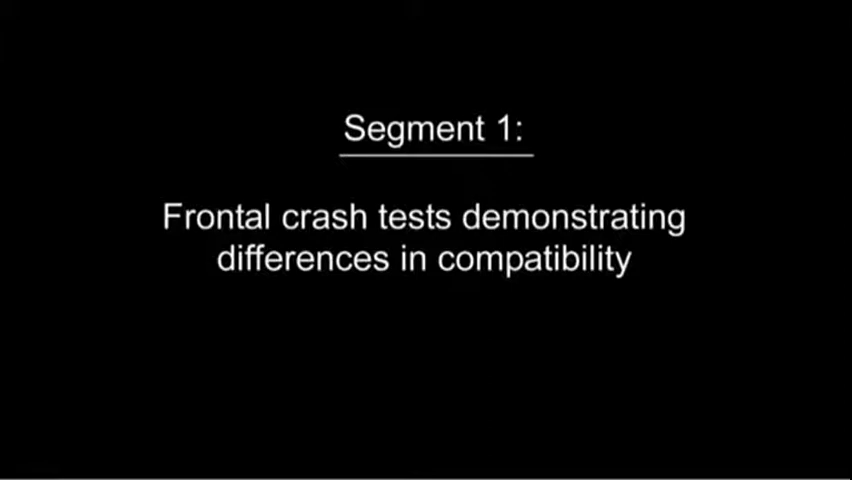 Segment 1:
Frontal crash tests demonstrating
differences in compatibility